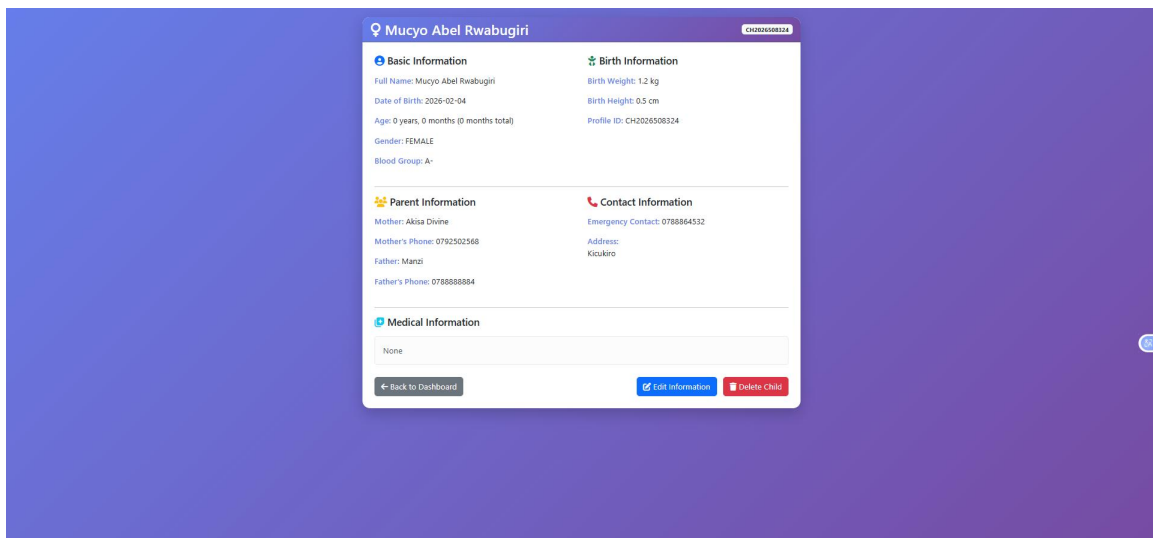 Mucyo Abel Rwabugiri
CH2026508324
Basic Information
Full Name: Mucyo Abel Rwabugiri
Date of Birth: 2026-02-04
Age: 0 years, 0 months (0 months total)
Gender: FEMALE
Blood Group: A-
Birth Information
Birth Weight: 1.2 kg
Birth Height: 0.5 cm
Profile ID: CH2026508324
Parent Information
Mother: Akisa Divine
Mother's Phone: 0792502568
Father: Manzi
Father's Phone: 0788888884
Contact Information
Emergency Contact: 0788864532
Address:
Kicukiro
Medical Information
None
Back to Dashboard
Edit Information
Delete Child